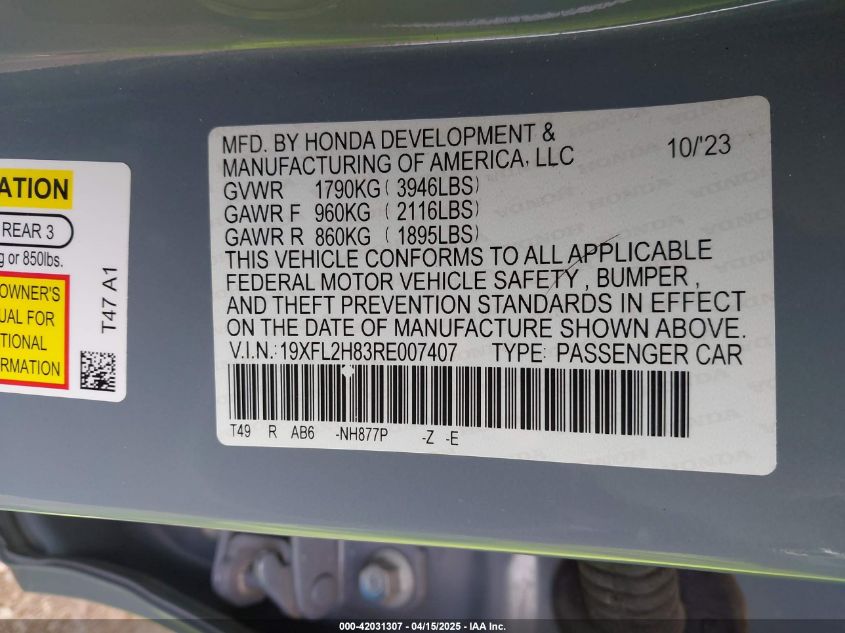 ATION
REAR 3
g or 850lbs.
OWNER'S
UAL FOR
ITIONAL
RMATION
T47 A1
MFD. BY HONDA DEVELOPMENT &
MANUFACTURING OF AMERICA, LLC 10/'23
GVWR 1790KG ( 3946LBS)
GAWR F 960KG ( 2116LBS)
GAWR R 860KG ( 1895LBS)
THIS VEHICLE CONFORMS TO ALL APPLICABLE
FEDERAL MOTOR VEHICLE SAFETY , BUMPER ,
AND THEFT PREVENTION STANDARDS IN EFFECT
ON THE DATE OF MANUFACTURE SHOWN ABOVE.
V.I.N.:19XFL2H83RE007407 TYPE: PASSENGER CAR
T49 R AB6 -NH877P -Z -E
000-42031307 - 04/15/2025 - IAA Inc.